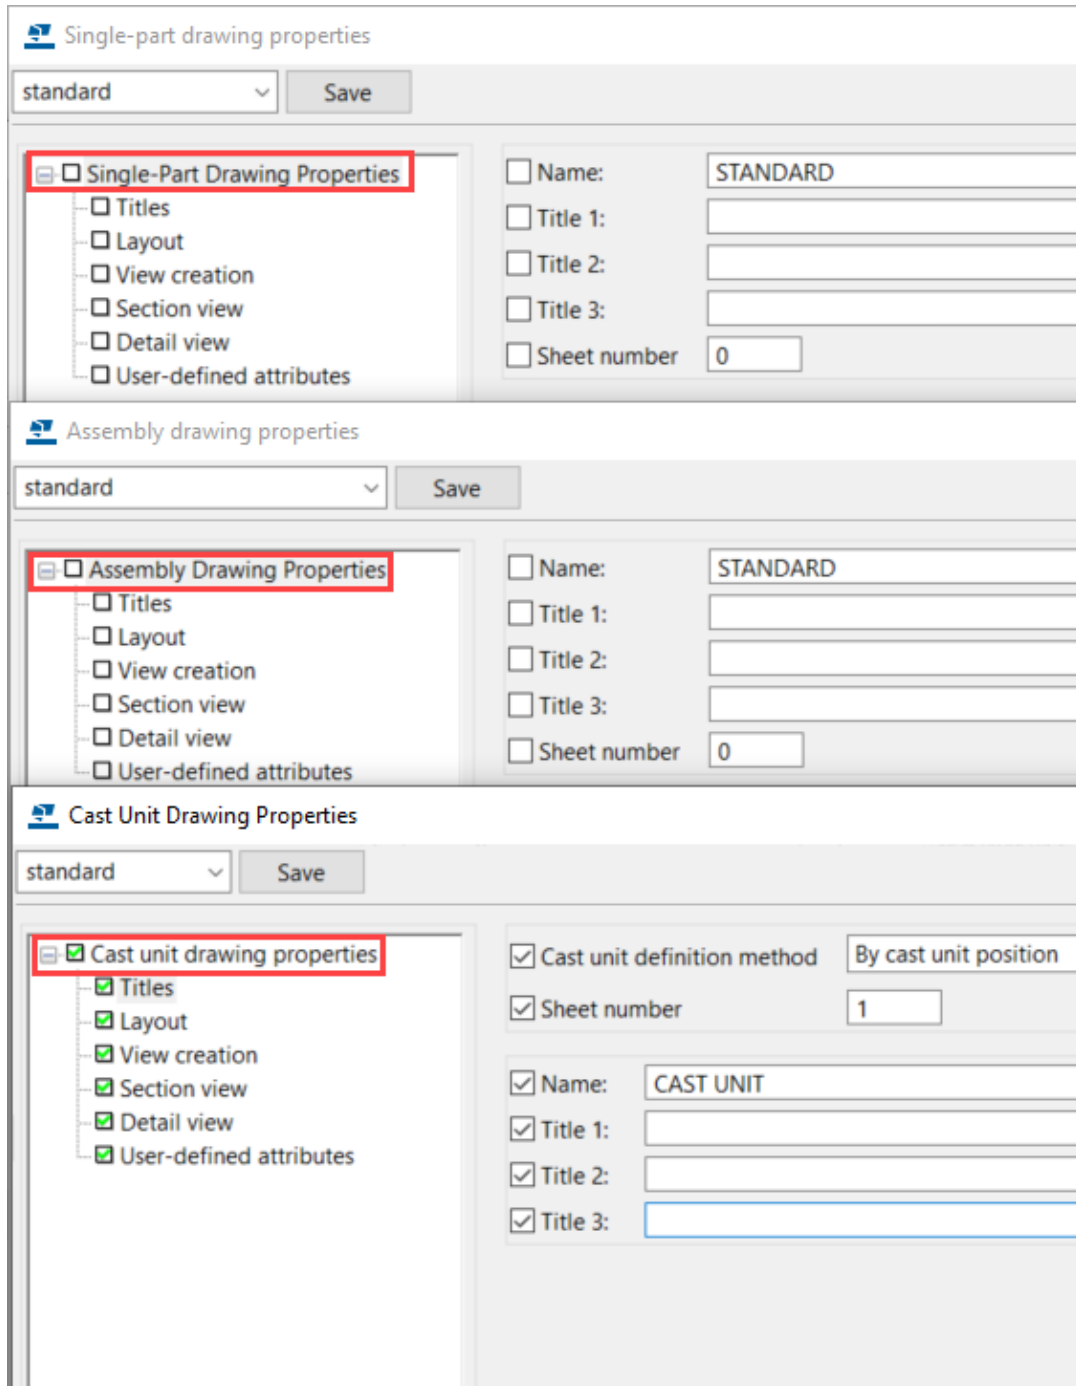 Single-part drawing properties
standard Save
Single-Part Drawing Properties Name: STANDARD
Titles Title 1:
Layout
View creation Title 2:
Section view Title 3:
Detail view Sheet number 0
User-defined attributes
Assembly drawing properties
standard Save
Assembly Drawing Properties Name: STANDARD
Titles Title 1:
Layout
View creation Title 2:
Section view Title 3:
Detail view Sheet number 0
User-defined attributes
Cast Unit Drawing Properties
standard Save
Cast unit drawing properties Cast unit definition method By cast unit position
Titles
Layout Sheet number 1
View creation
Section view Name: CAST UNIT
Detail view Title 1:
User-defined attributes Title 2:
Title 3: